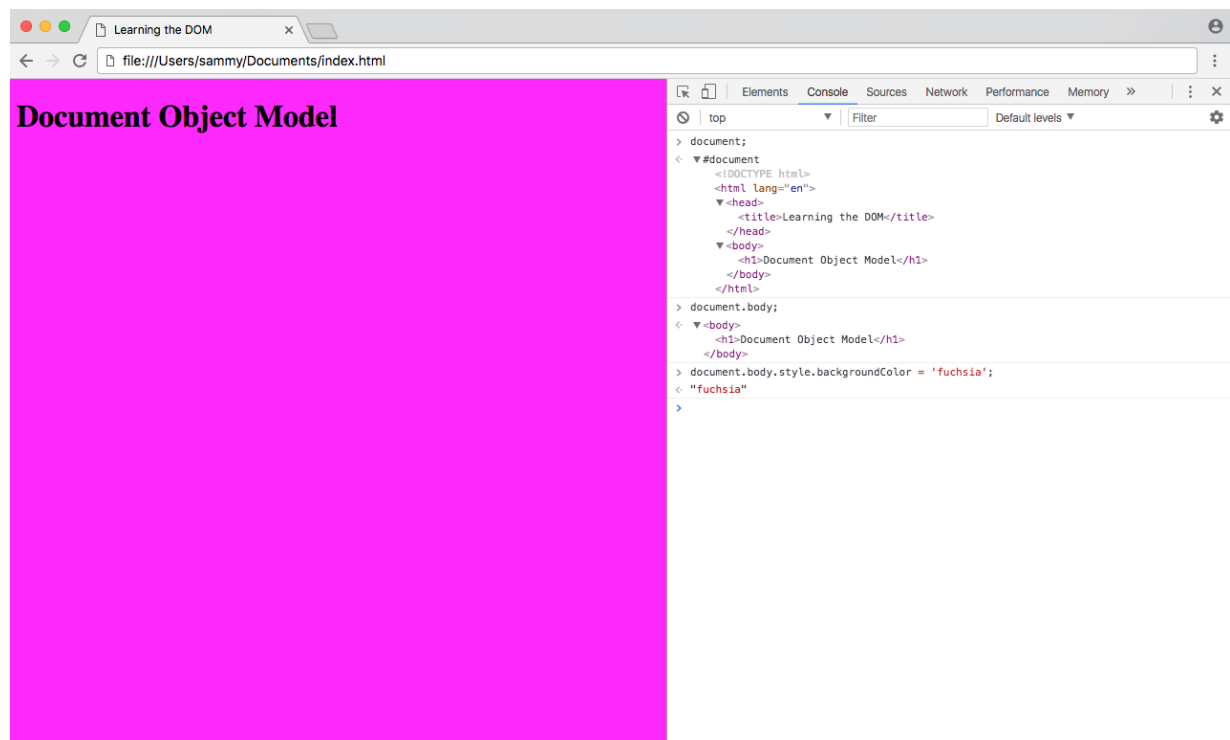 Learning the DOM
file:///Users/sammy/Documents/index.html
Document Object Model
Elements Console Sources Network Performance Memory »
top Filter Default levels
> document;
#document
<!DOCTYPE html>
<html lang="en">
<head>
<title>Learning the DOM</title>
</head>
<body>
<h1>Document Object Model</h1>
</body>
</html>
> document.body;
<body>
<h1>Document Object Model</h1>
</body>
> document.body.style.backgroundColor = 'fuchsia';
"fuchsia"
>